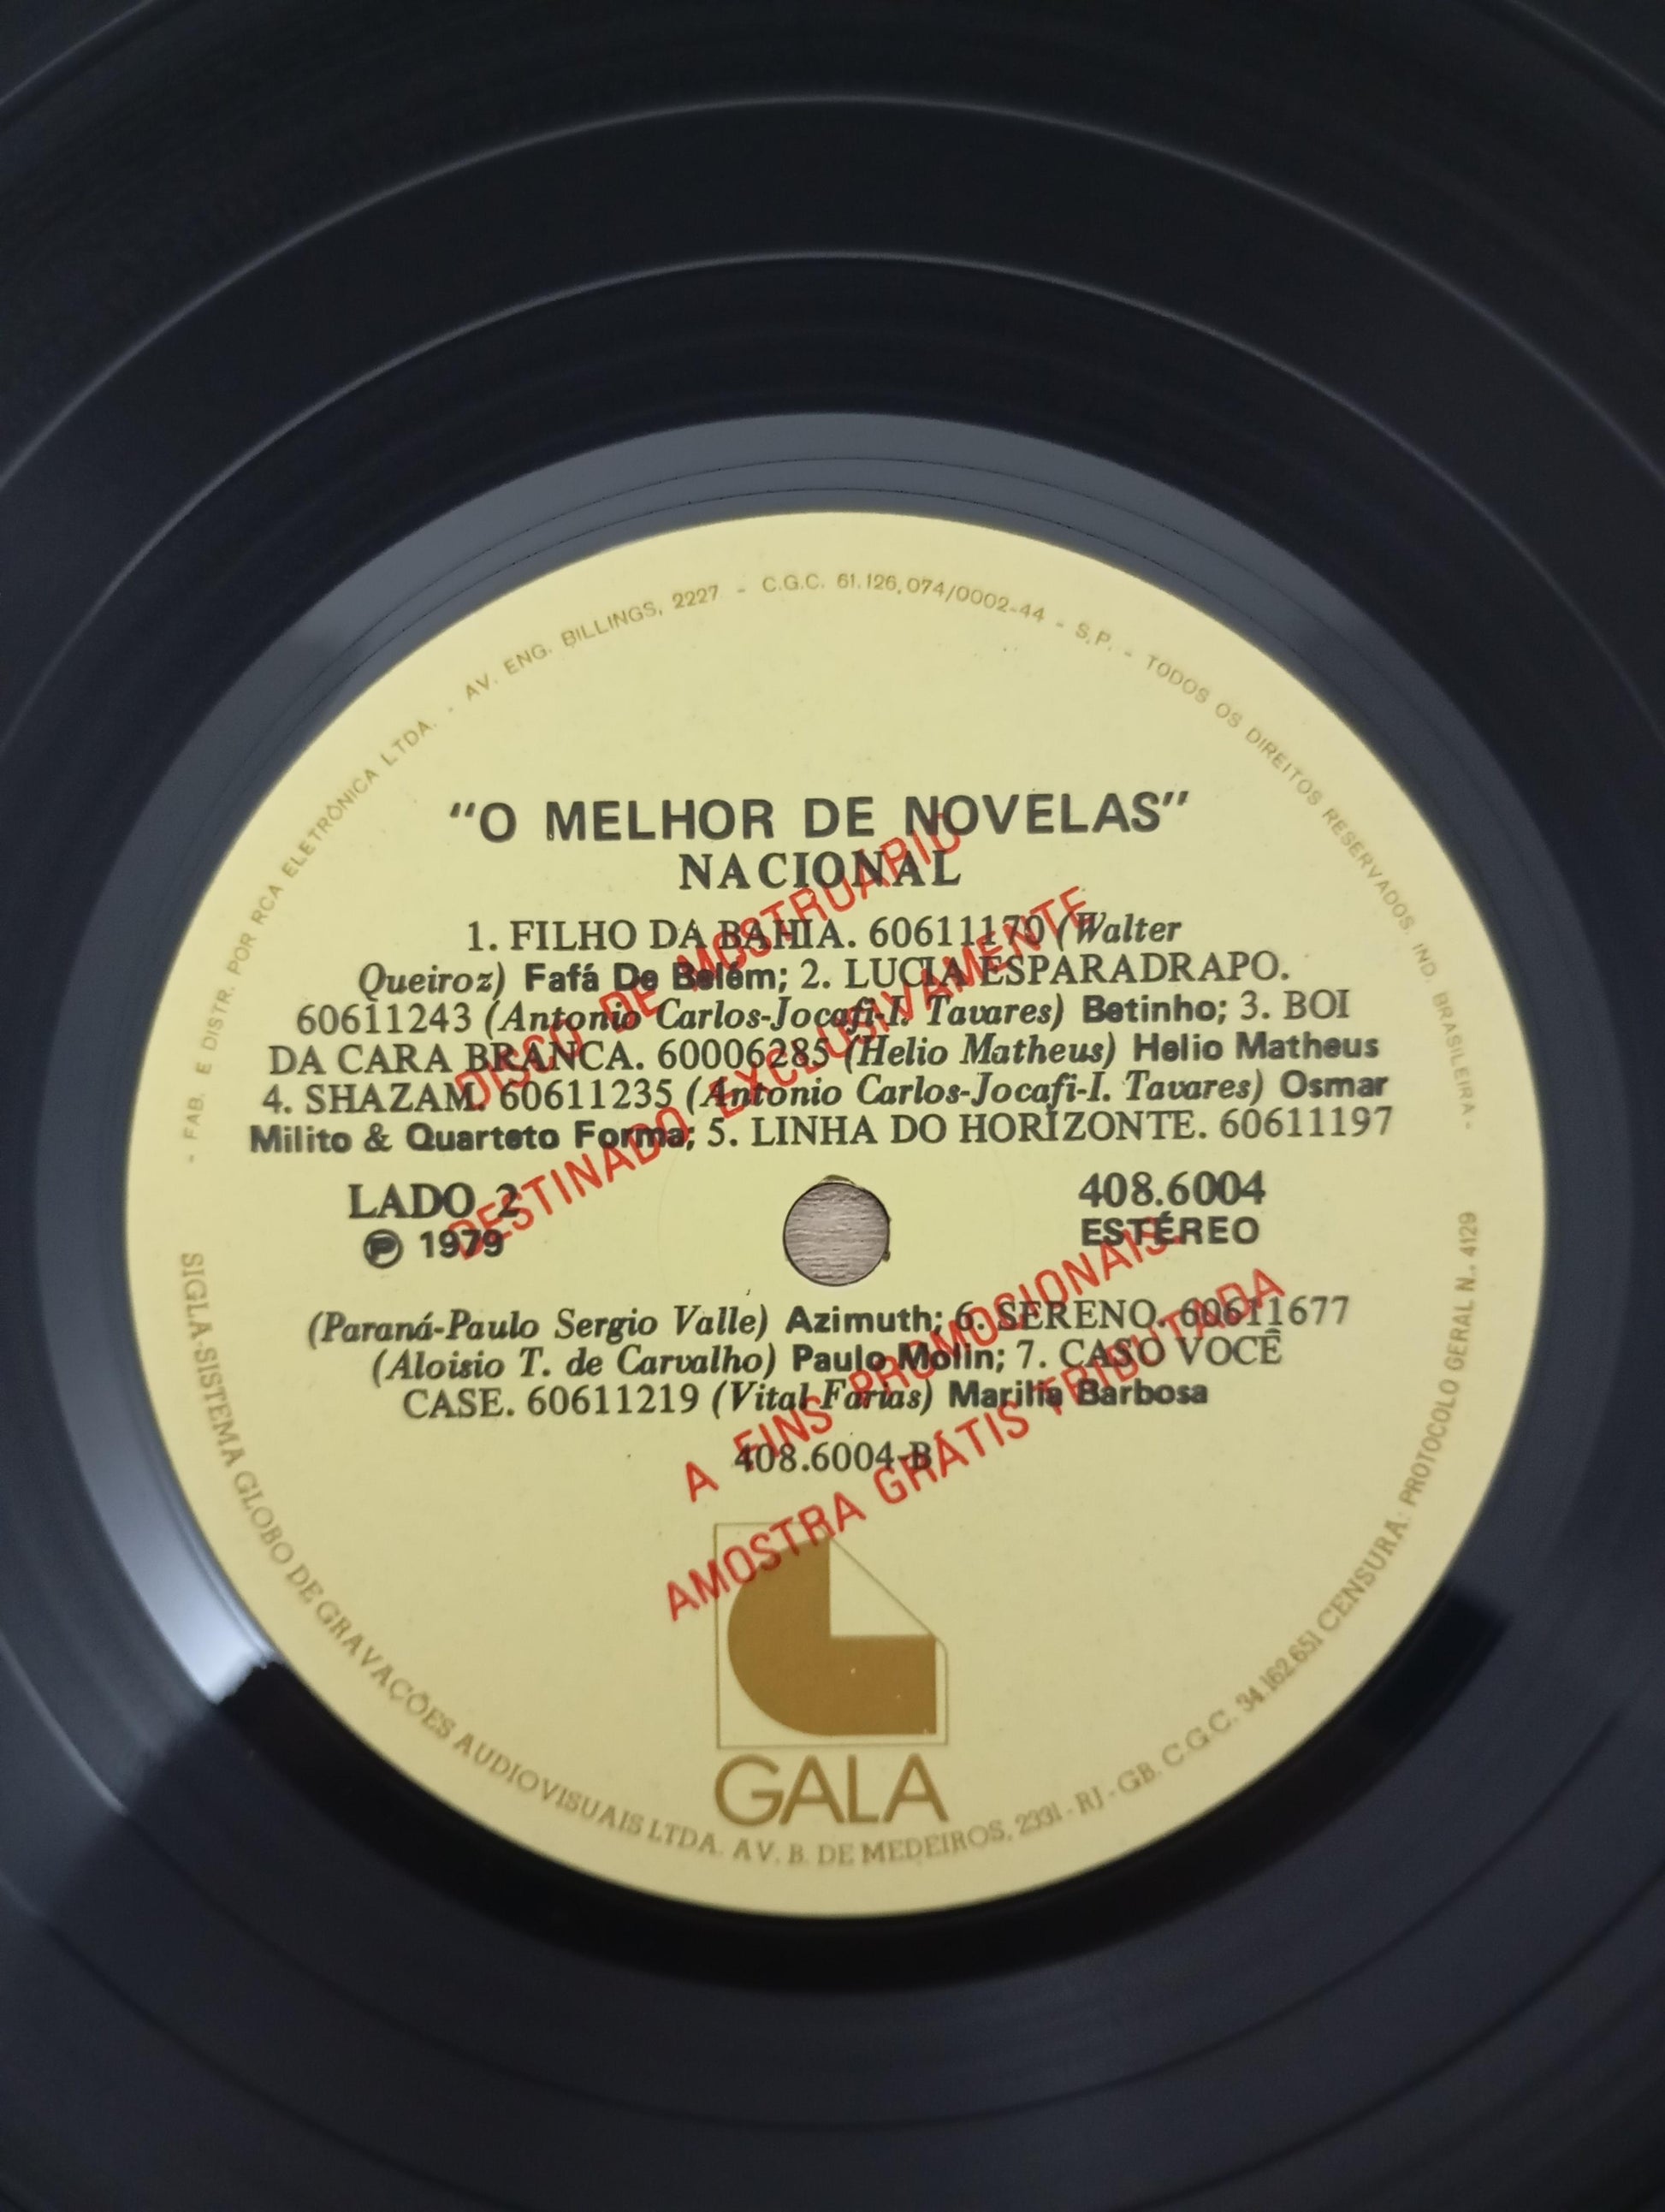 - FAB. E DISTR. POR RCA ELETRÔNICA LTDA. - AV. ENG. BILLINGS, 2227 - C.G.C. 61.126,074/0002-44 - S.P. - TODOS OS DIREITOS RESERVADOS. IND. BRASILEIRA -
"O MELHOR DE NOVELAS"
NACIONAL
1. FILHO DA BAHIA. 60611170 (Walter
Queiroz) Fafá De Belém; 2. LUCIA ESPARADRAPO.
60611243 (Antonio Carlos-Jocafi-I. Tavares) Betinho; 3. BOI
DA CARA BRANCA. 60006285 (Helio Matheus) Helio Matheus
4. SHAZAM. 60611235 (Antonio Carlos-Jocafi-I. Tavares) Osmar
Milito & Quarteto Forma; 5. LINHA DO HORIZONTE. 60611197
LADO 2
℗ 1979
408.6004
ESTÉREO
(Paraná-Paulo Sergio Valle) Azimuth; 6. SERENO. 60611677
(Aloisio T. de Carvalho) Paulo Molin; 7. CASO VOCÊ
CASE. 60611219 (Vital Farias) Marilia Barbosa
408.6004-B
DISCO DE MOSTRUÁRIO
DESTINADO EXCLUSIVAMENTE
A FINS PROMOCIONAIS.
AMOSTRA GRÁTIS TRIBUTADA
GALA
SIGLA-SISTEMA GLOBO DE GRAVAÇÕES AUDIOVISUAIS LTDA. AV. B. DE MEDEIROS, 2331 - RJ - GB. C.G.C. 34.162.651 CENSURA: PROTOCOLO GERAL N. 4129